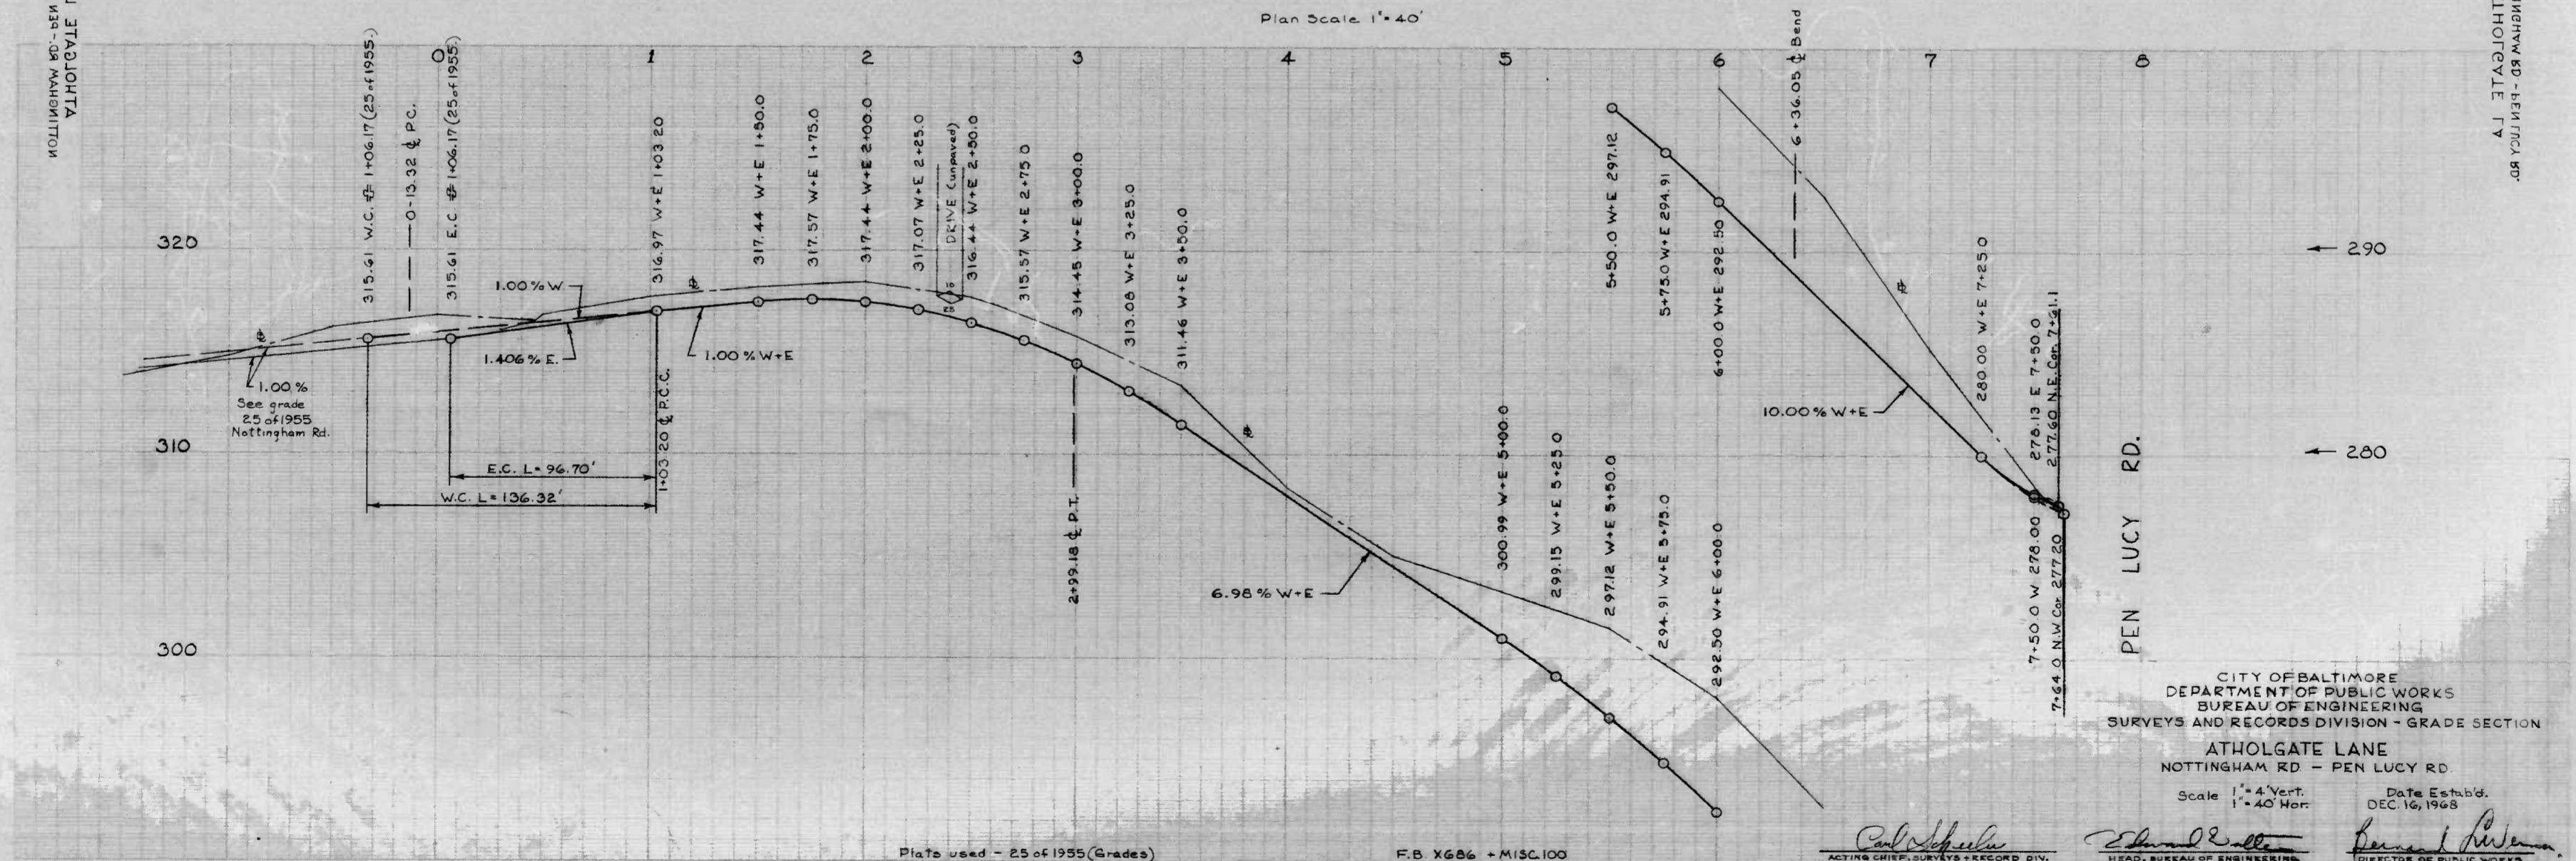 Plan Scale 1"=40'
ATHOLGATE L
NOTTINGHAM RD.-PEN
INGHAM RD-PEN LUCY RD.
THOLGATE LA
0
1
2
3
4
5
6
7
8
315.61 W.C. 1+06.17 (25 of 1955.)
0-13.32 ℄ P.C.
315.61 E.C 1+06.17 (25 of 1955.)
316.97 W+E 1+03.20
317.44 W+E 1+50.0
317.57 W+E 1+75.0
317.44 W+E 2+00.0
317.07 W+E 2+25.0
DRIVE (unpaved)
316.44 W+E 2+50.0
315.57 W+E 2+75.0
314.45 W+E 3+00.0
313.08 W+E 3+25.0
311.46 W+E 3+50.0
5+50.0 W+E 297.12
5+75.0 W+E 294.91
6+00.0 W+E 292.50
6+36.05 ℄ Bend
280.00 W+E 7+25.0
278.13 E 7+50.0
277.60 N.E. Cor. 7+61.1
320
290
1.00%W.
1.406%E.
1.00%W+E
1.00%
See grade
25 of 1955
Nottingham Rd.
10.00%W+E
310
280
1+03.20 ℄ P.C.C.
E.C. L=96.70'
W.C. L=136.32'
2+99.18 ℄ P.T.
300.99 W+E 5+00.0
299.15 W+E 5+25.0
297.12 W+E 5+50.0
294.91 W+E 5+75.0
292.50 W+E 6+00.0
6.98%W+E
7+50.0 W 278.00
7+64.0 N.W Cor. 277.20
PEN LUCY RD.
300
CITY OF BALTIMORE
DEPARTMENT OF PUBLIC WORKS
BUREAU OF ENGINEERING
SURVEYS AND RECORDS DIVISION - GRADE SECTION
ATHOLGATE LANE
NOTTINGHAM RD. - PEN LUCY RD.
Scale 1"=4'Vert.
1"=40'Hor.
Date Estab'd.
DEC. 16, 1968
Plats used - 25 of 1955 (Grades)
F.B. X686 + MISC.100
ACTING CHIEF, SURVEYS + RECORD DIV.
HEAD, BUREAU OF ENGINEERING
DIRECTOR OF PUBLIC WORKS